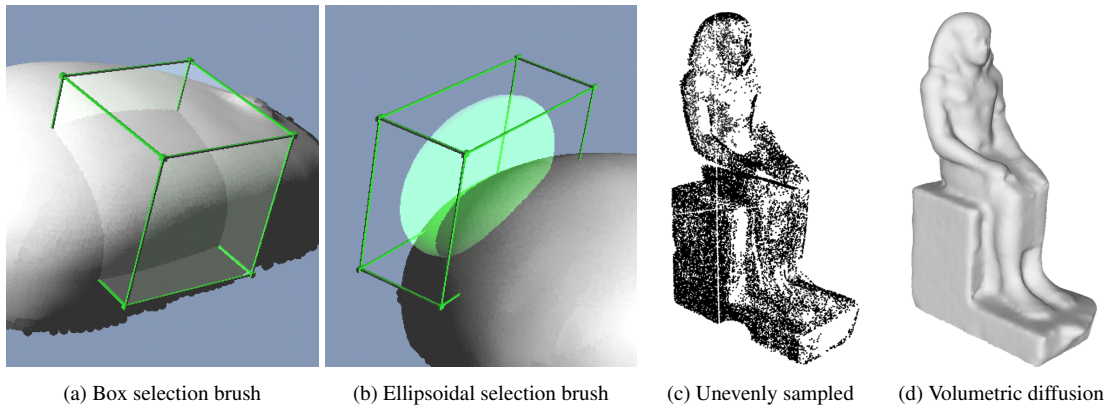 (a) Box selection brush
(b) Ellipsoidal selection brush
(c) Unevenly sampled
(d) Volumetric diffusion